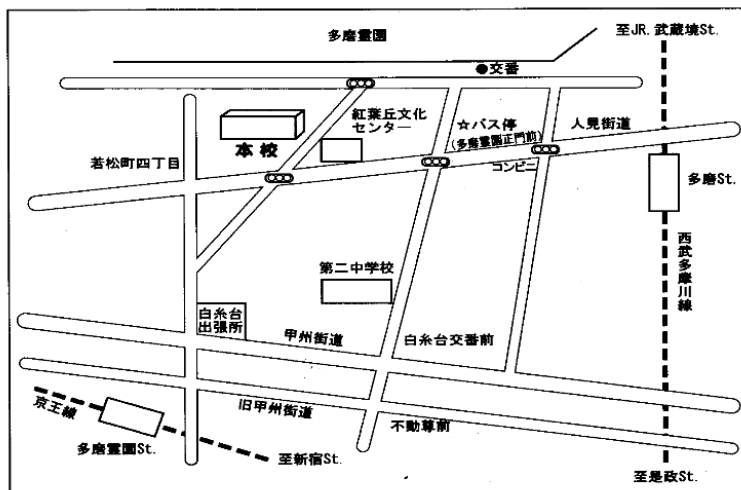 多磨霊園
至JR.武蔵境St.
●交番
紅葉丘文化
センター
☆バス停
(多磨霊園正門前)
人見街道
本校
若松町四丁目
コンビニ
多磨St.
西武多摩川線
第二中学校
白糸台
出張所
甲州街道
白糸台交番前
京王線
旧甲州街道
不動尊前
多磨霊園St.
至新宿St.
至是政St.